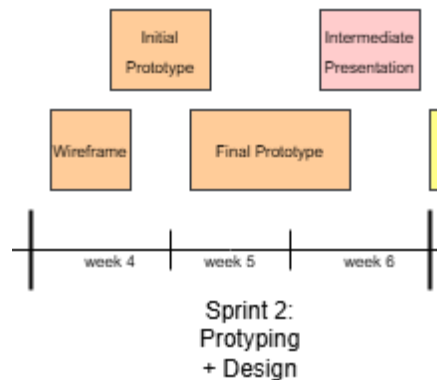 Initial
Prototype
Intermediate
Presentation
Wireframe
Final Prototype
week 4
week 5
week 6
Sprint 2:
Protyping
+ Design